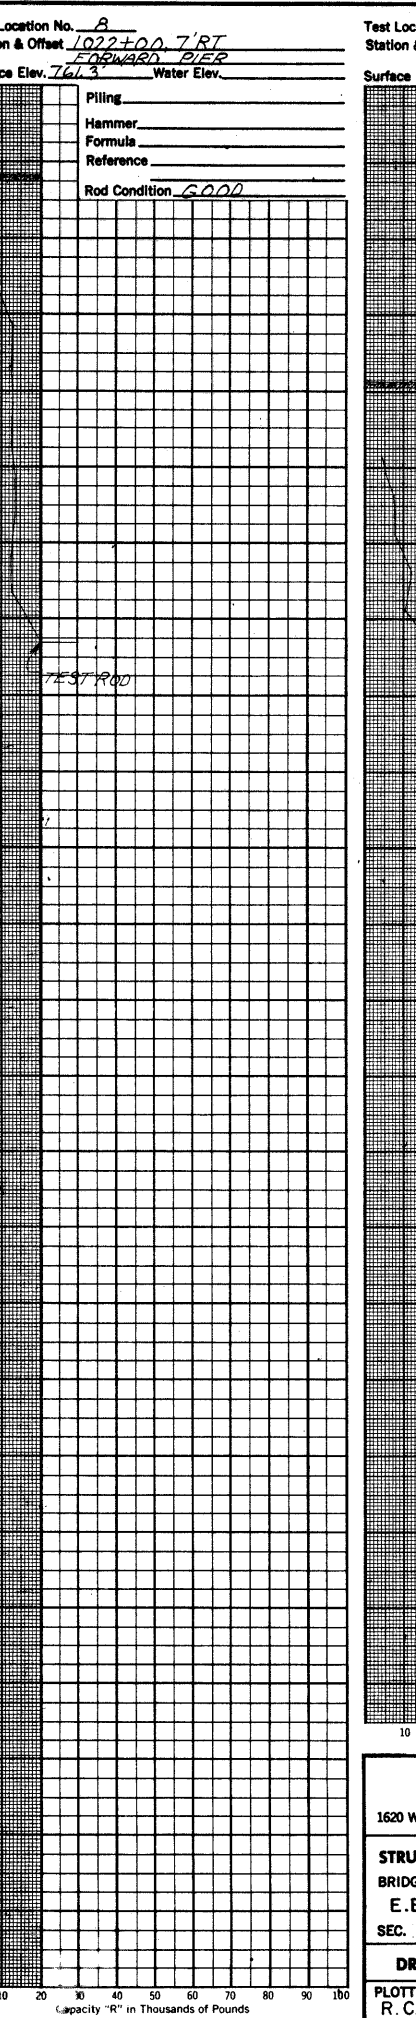 Location No. 8
n & Offset 1022+00, 7'RT
FORWARD PIER
ce Elev. 761.3' Water Elev.
Piling
Hammer
Formula
Reference
Rod Condition GOOD
TEST ROD
10 20 30 40 50 60 70 80 90 100
Capacity "R" in Thousands of Pounds
Test Loc
Station &
Surface
10
1620 W
STRU
BRIDG
E.B
SEC.
DR
PLOTT
R.C